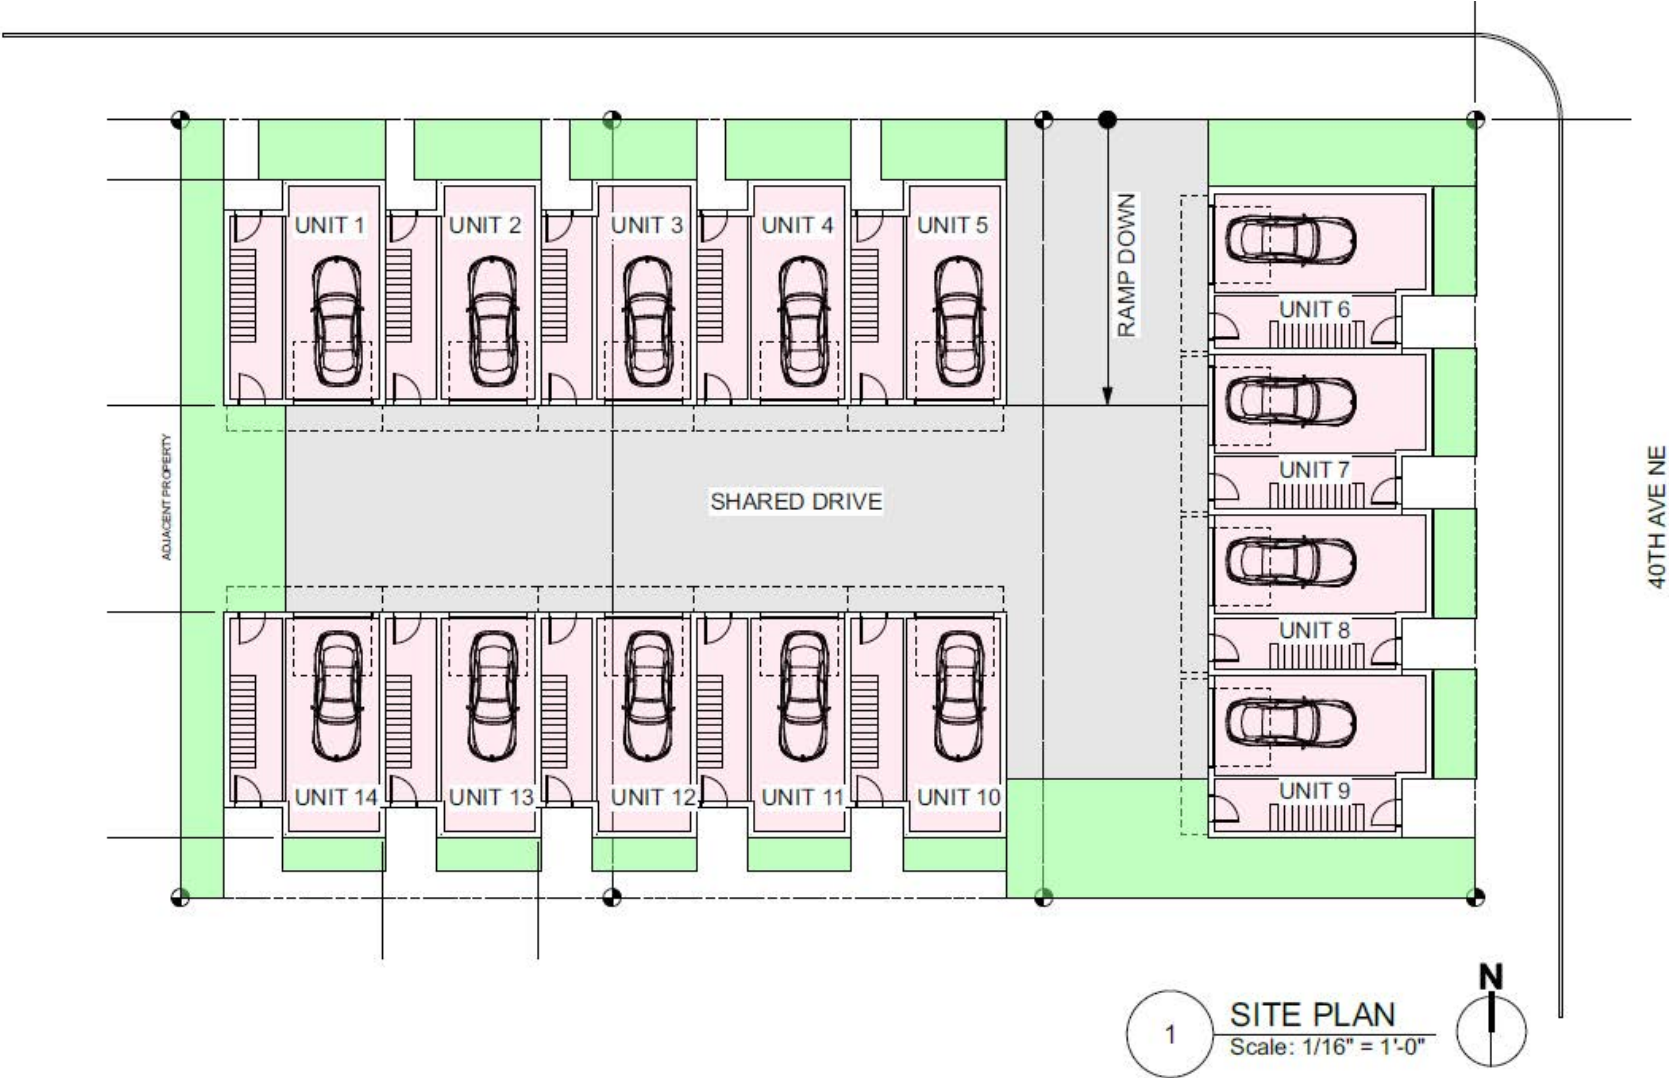 UNIT 1
UNIT 2
UNIT 3
UNIT 4
UNIT 5
RAMP DOWN
UNIT 6
UNIT 7
UNIT 8
UNIT 9
ADJACENT PROPERTY
SHARED DRIVE
40TH AVE NE
UNIT 14
UNIT 13
UNIT 12
UNIT 11
UNIT 10
1
SITE PLAN
Scale: 1/16" = 1'-0"
N